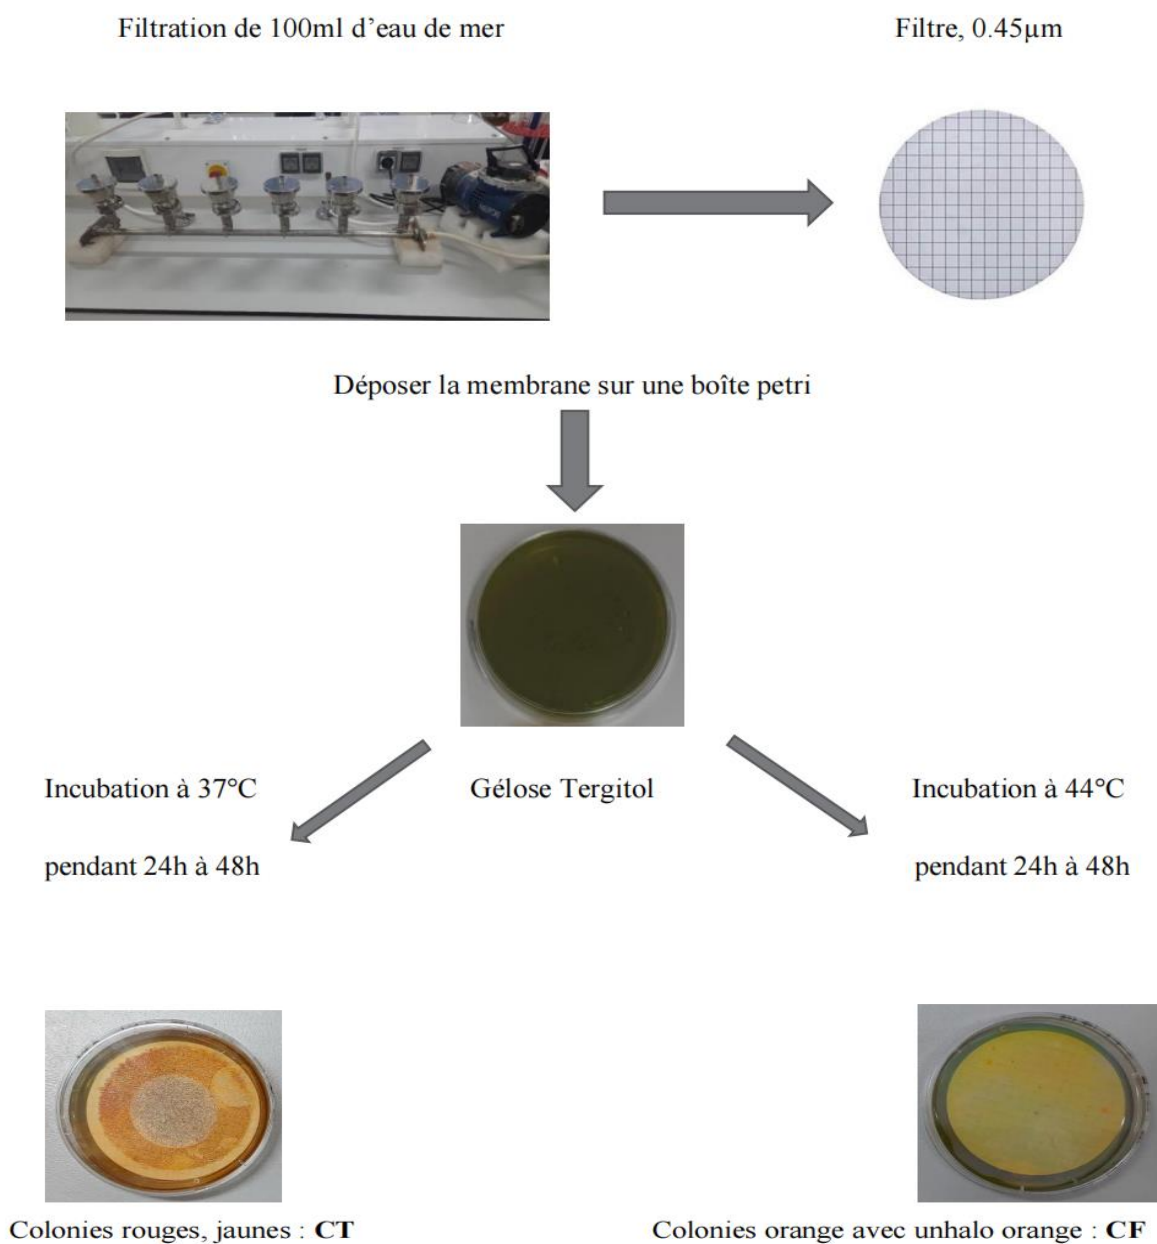 Filtration de 100ml d’eau de mer
Filtre, 0.45µm
Déposer la membrane sur une boîte petri
Incubation à 37°C
Gélose Tergitol
Incubation à 44°C
pendant 24h à 48h
pendant 24h à 48h
Colonies rouges, jaunes : CT
Colonies orange avec unhalo orange : CF